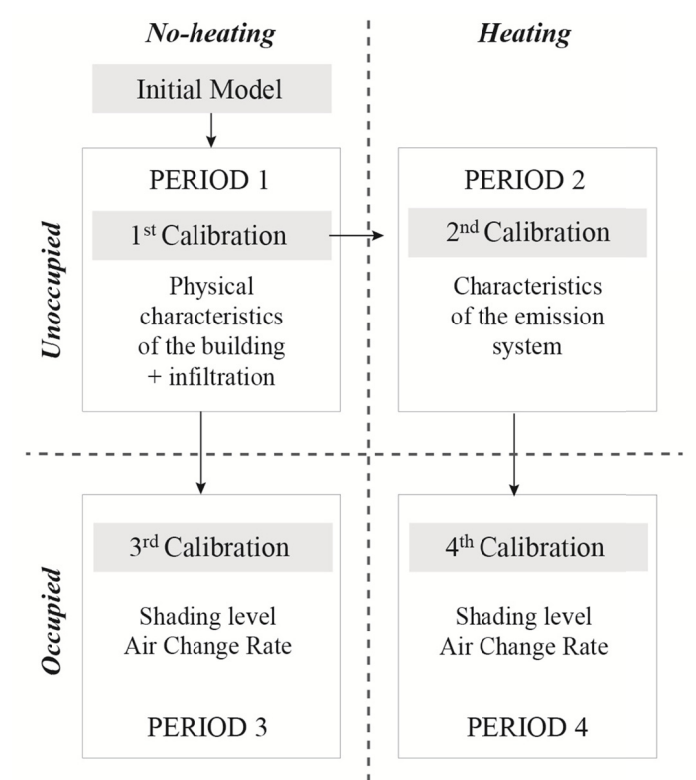 No-heating
Heating
Initial Model
Unoccupied
PERIOD 1
1st Calibration
Physical
characteristics
of the building
+ infiltration
PERIOD 2
2nd Calibration
Characteristics
of the emission
system
Occupied
3rd Calibration
Shading level
Air Change Rate
PERIOD 3
4th Calibration
Shading level
Air Change Rate
PERIOD 4